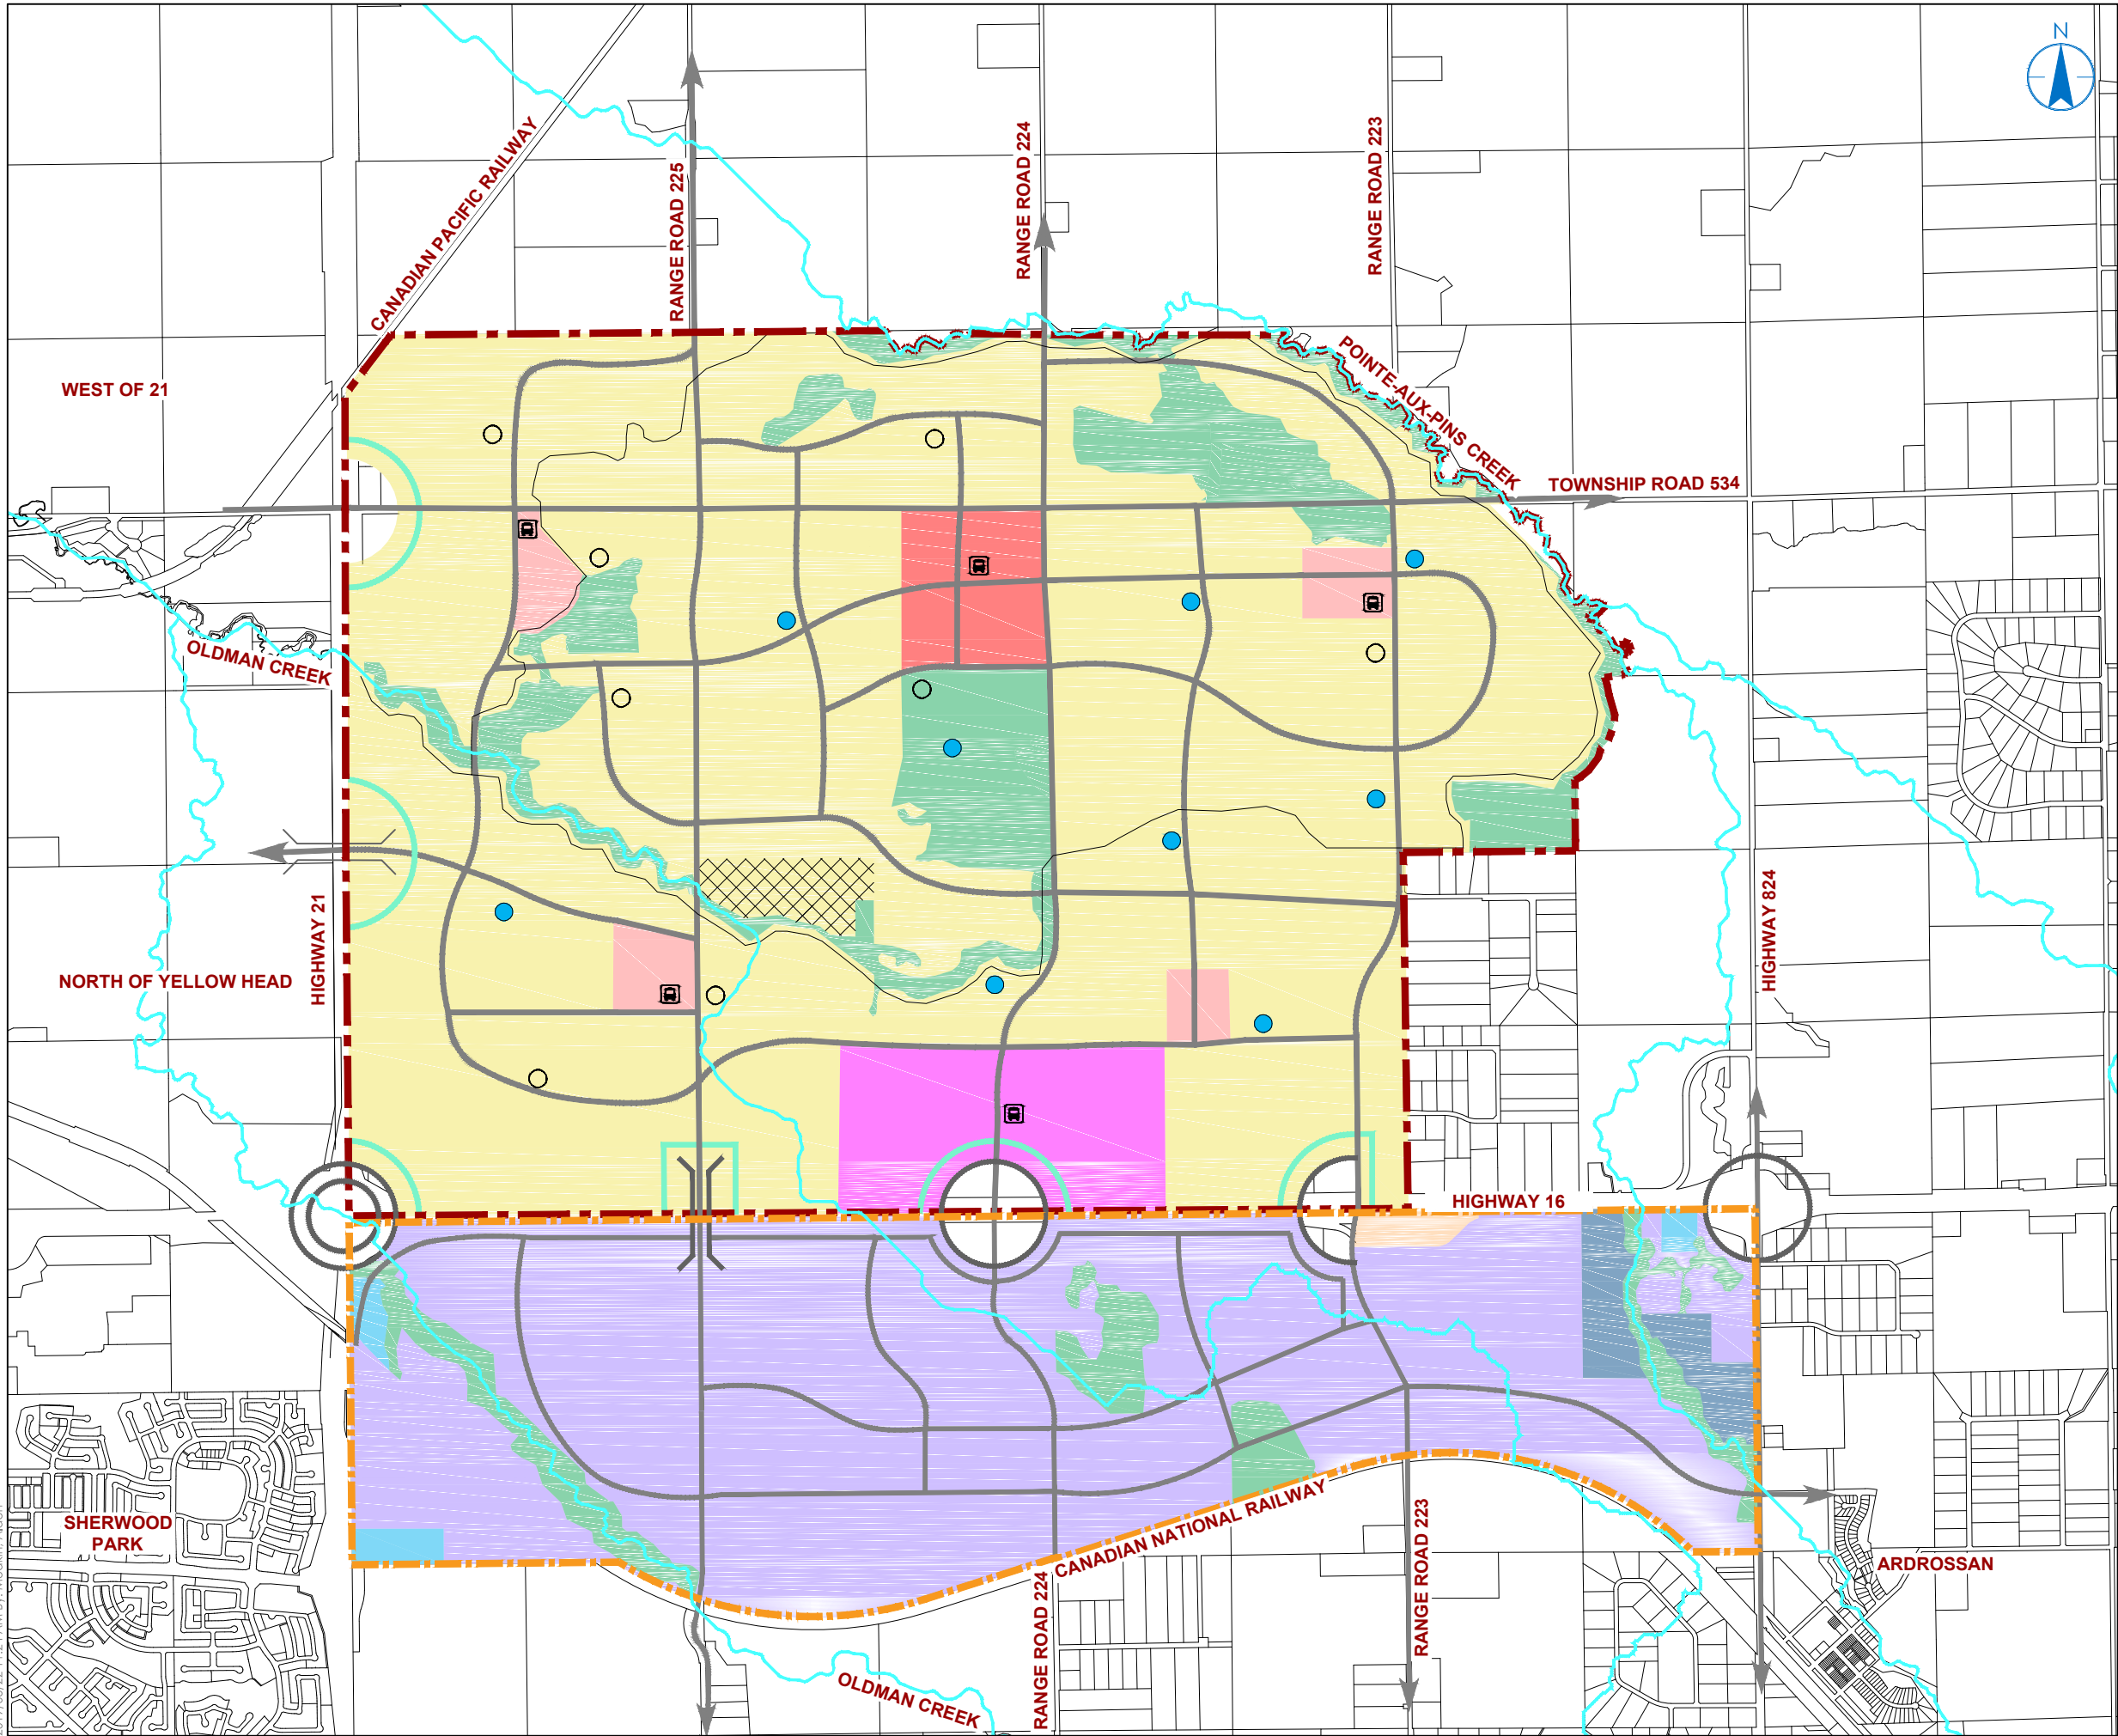 N
CANADIAN PACIFIC RAILWAY
RANGE ROAD 225
RANGE ROAD 224
RANGE ROAD 223
WEST OF 21
POINTE-AUX-PINS CREEK
TOWNSHIP ROAD 534
OLDMAN CREEK
HIGHWAY 21
HIGHWAY 824
NORTH OF YELLOW HEAD
HIGHWAY 16
SHERWOOD
PARK
CANADIAN NATIONAL RAILWAY
RANGE ROAD 223
ARDROSSAN
RANGE ROAD 224
OLDMAN CREEK